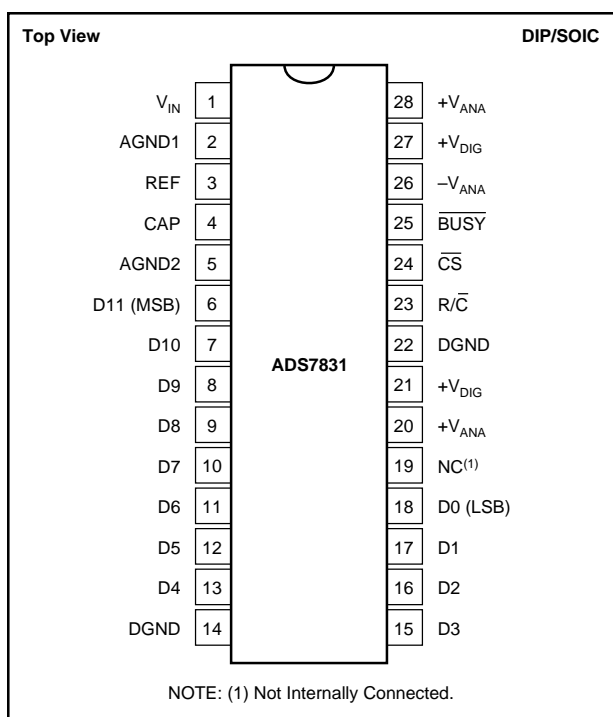 Top View DIP/SOIC
V_IN 1 28 +V_ANA
AGND1 2 27 +V_DIG
REF 3 26 –V_ANA
CAP 4 25 B̅U̅S̅Y̅
AGND2 5 24 C̅S̅
D11 (MSB) 6 23 R/C̅
D10 7 22 DGND
ADS7831
D9 8 21 +V_DIG
D8 9 20 +V_ANA
D7 10 19 NC(1)
D6 11 18 D0 (LSB)
D5 12 17 D1
D4 13 16 D2
DGND 14 15 D3
NOTE: (1) Not Internally Connected.